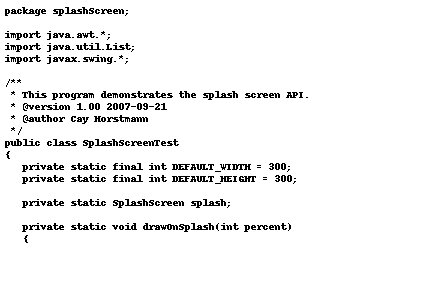 package splashScreen;

import java.awt.*;
import java.util.List;
import javax.swing.*;

/**
 * This program demonstrates the splash screen API.
 * @version 1.00 2007-09-21
 * @author Cay Horstmann
 */
public class SplashScreenTest
{
   private static final int DEFAULT_WIDTH = 300;
   private static final int DEFAULT_HEIGHT = 300;

   private static SplashScreen splash;

   private static void drawOnSplash(int percent)
   {